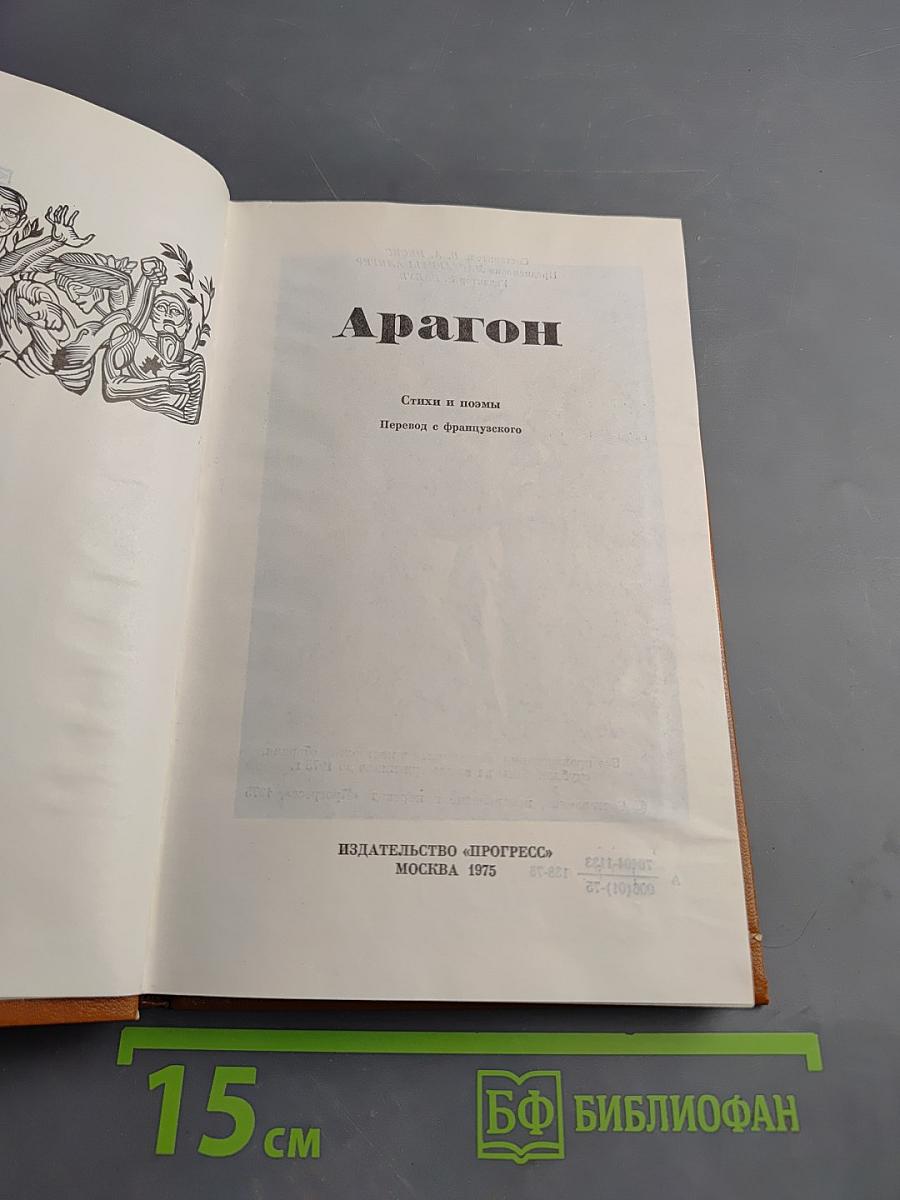 Арагон
Стихи и поэмы
Перевод с французского
ИЗДАТЕЛЬСТВО «ПРОГРЕСС»
МОСКВА 1975
15 см
БФ БИБЛИОФАН